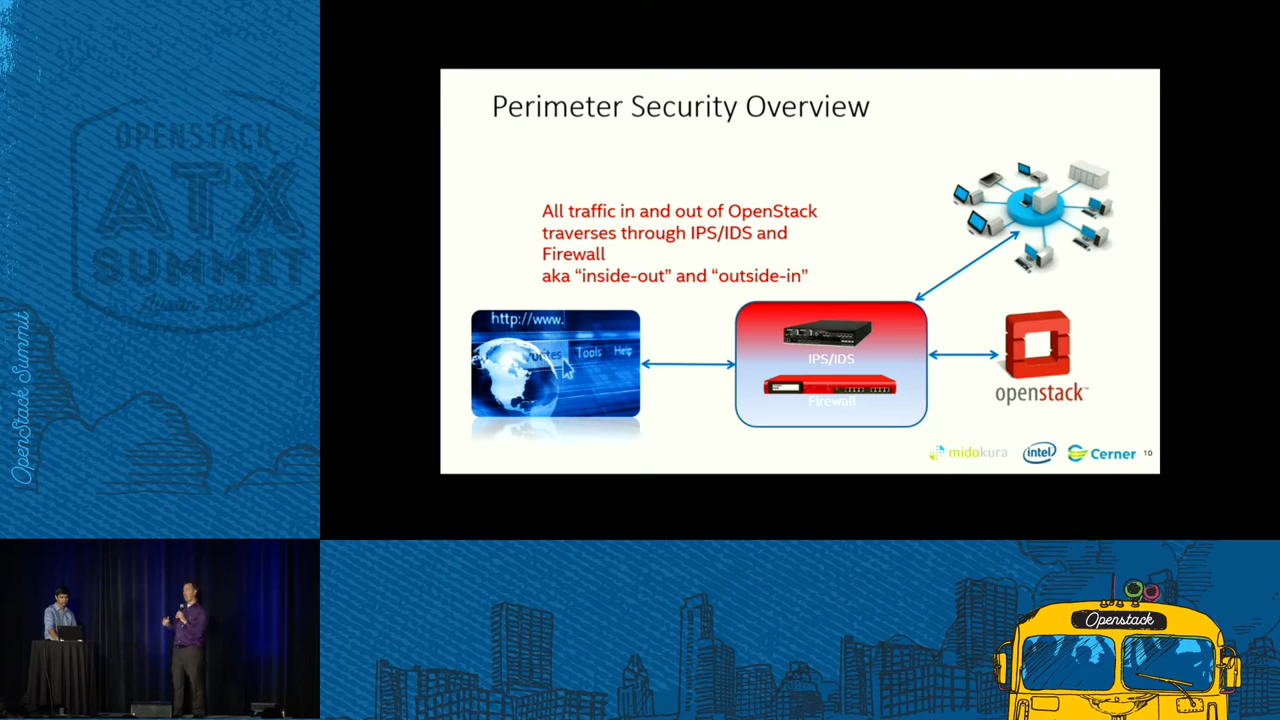 OPENSTACK
ATX
SUMMIT
OpenStack Summit
Perimeter Security Overview
All traffic in and out of OpenStack
traverses through IPS/IDS and
Firewall
aka “inside-out” and “outside-in”
http://www.
Tools Help
IPS/IDS
Firewall
openstack™
midokura
intel
Cerner
10
Openstack